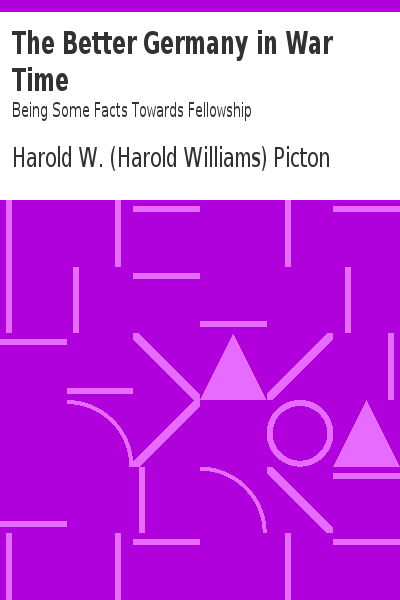 The Better Germany in War
Time
Being Some Facts Towards Fellowship
Harold W. (Harold Williams) Picton